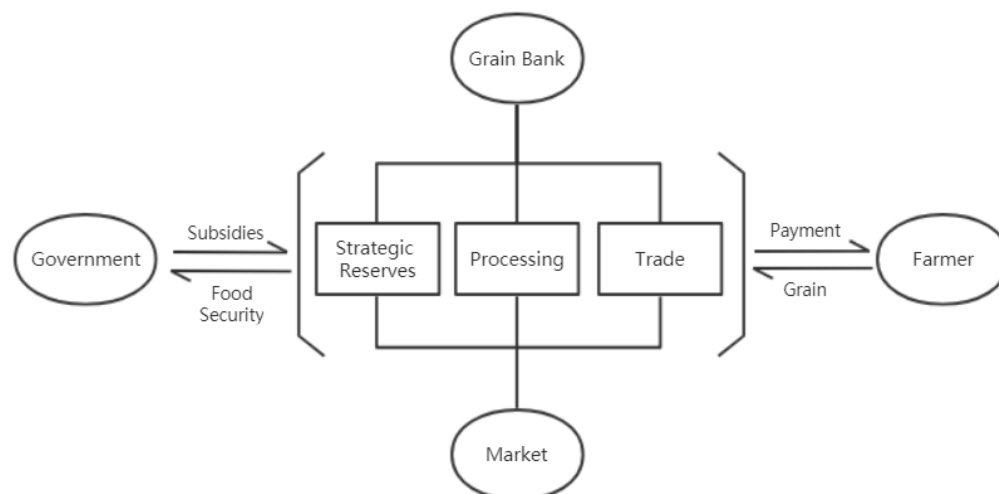 Grain Bank
Subsidies
Payment
Government
Strategic
Reserves
Processing
Trade
Farmer
Food
Security
Grain
Market